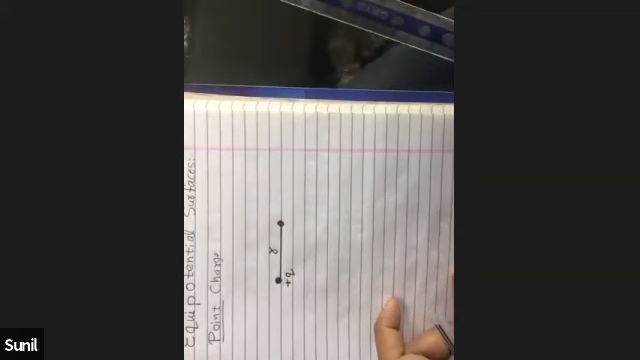 Equipotential Surfaces:
Point Charge
r
+q
Sunil